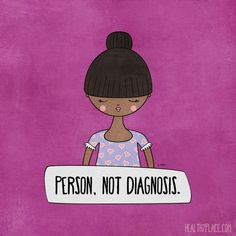 PERSON, NOT DIAGNOSIS.
HEALTHYPLACE.COM